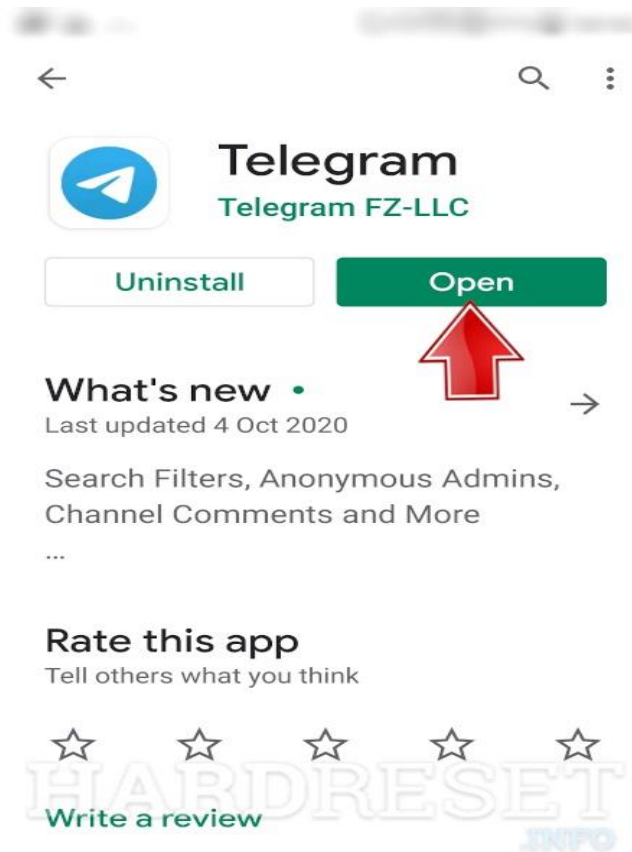 Telegram
Telegram FZ-LLC
Uninstall
Open
What's new •
Last updated 4 Oct 2020
Search Filters, Anonymous Admins,
Channel Comments and More
...
Rate this app
Tell others what you think
HARDRESET
Write a review
.INFO